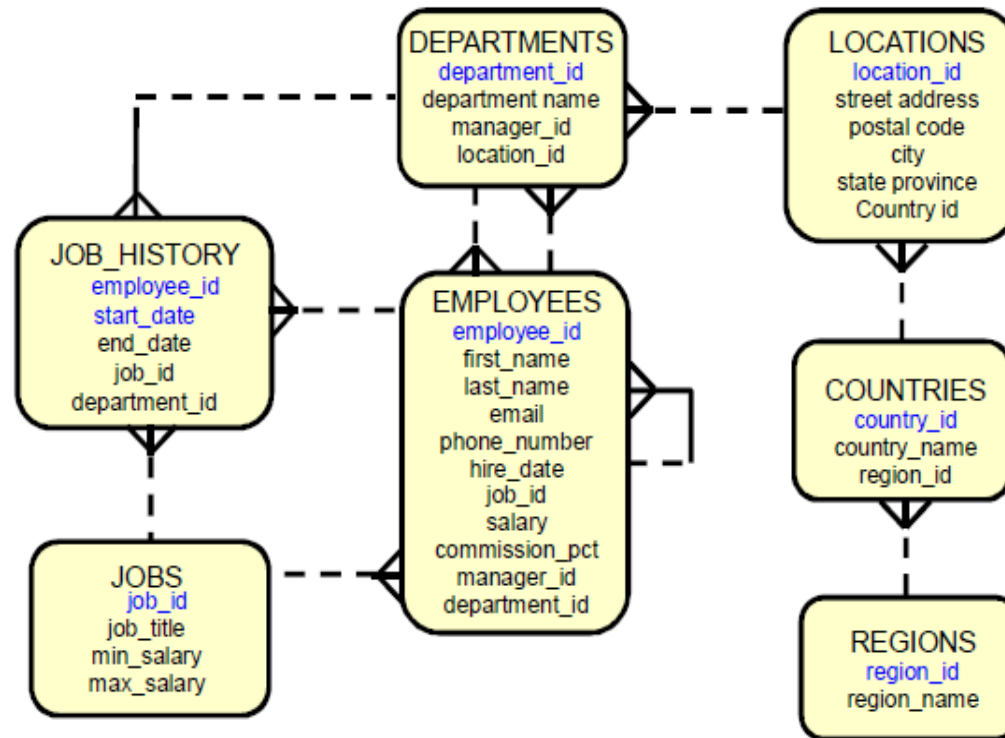 DEPARTMENTS
department_id
department name
manager_id
location_id
LOCATIONS
location_id
street address
postal code
city
state province
Country id
JOB_HISTORY
employee_id
start_date
end_date
job_id
department_id
EMPLOYEES
employee_id
first_name
last_name
email
phone_number
hire_date
job_id
salary
commission_pct
manager_id
department_id
COUNTRIES
country_id
country_name
region_id
JOBS
job_id
job_title
min_salary
max_salary
REGIONS
region_id
region_name